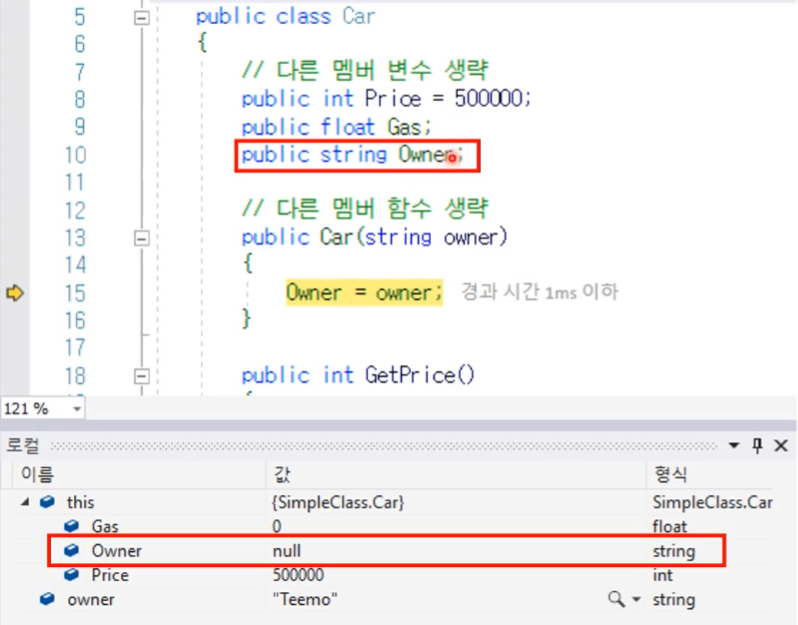 5 public class Car
6 {
7 // 다른 멤버 변수 생략
8 public int Price = 500000;
9 public float Gas;
10 public string Owner;
11
12 // 다른 멤버 함수 생략
13 public Car(string owner)
14 {
15 Owner = owner; 경과 시간 1ms 이하
16 }
17
18 public int GetPrice()
121 %
로컬
이름 값 형식
this {SimpleClass.Car} SimpleClass.Car
Gas 0 float
Owner null string
Price 500000 int
owner "Teemo" string